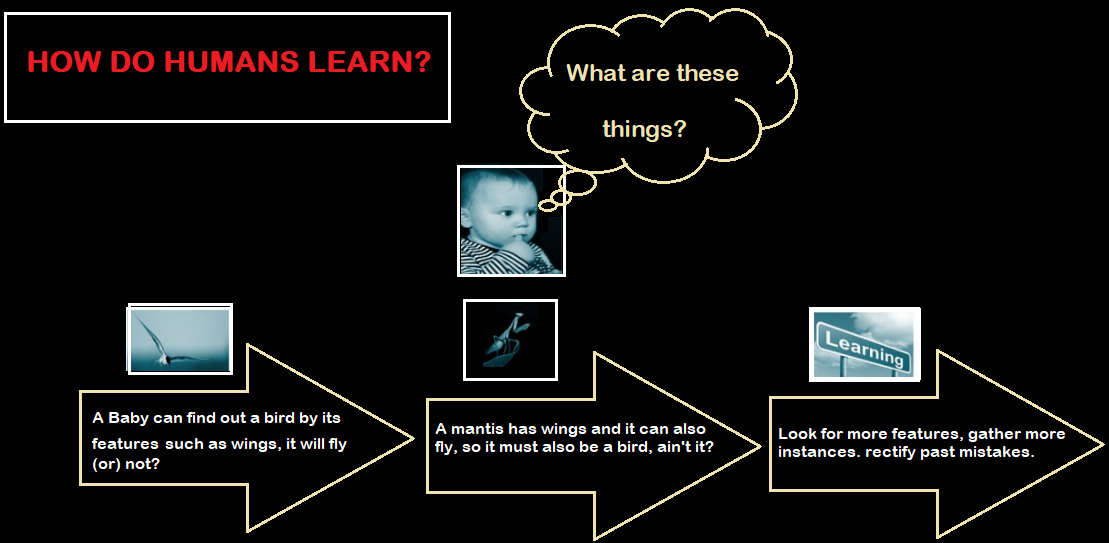 HOW DO HUMANS LEARN?
What are these
things?
Learning
A Baby can find out a bird by its
features such as wings, it will fly
(or) not?
A mantis has wings and it can also
fly, so it must also be a bird, ain't it?
Look for more features, gather more
instances. rectify past mistakes.